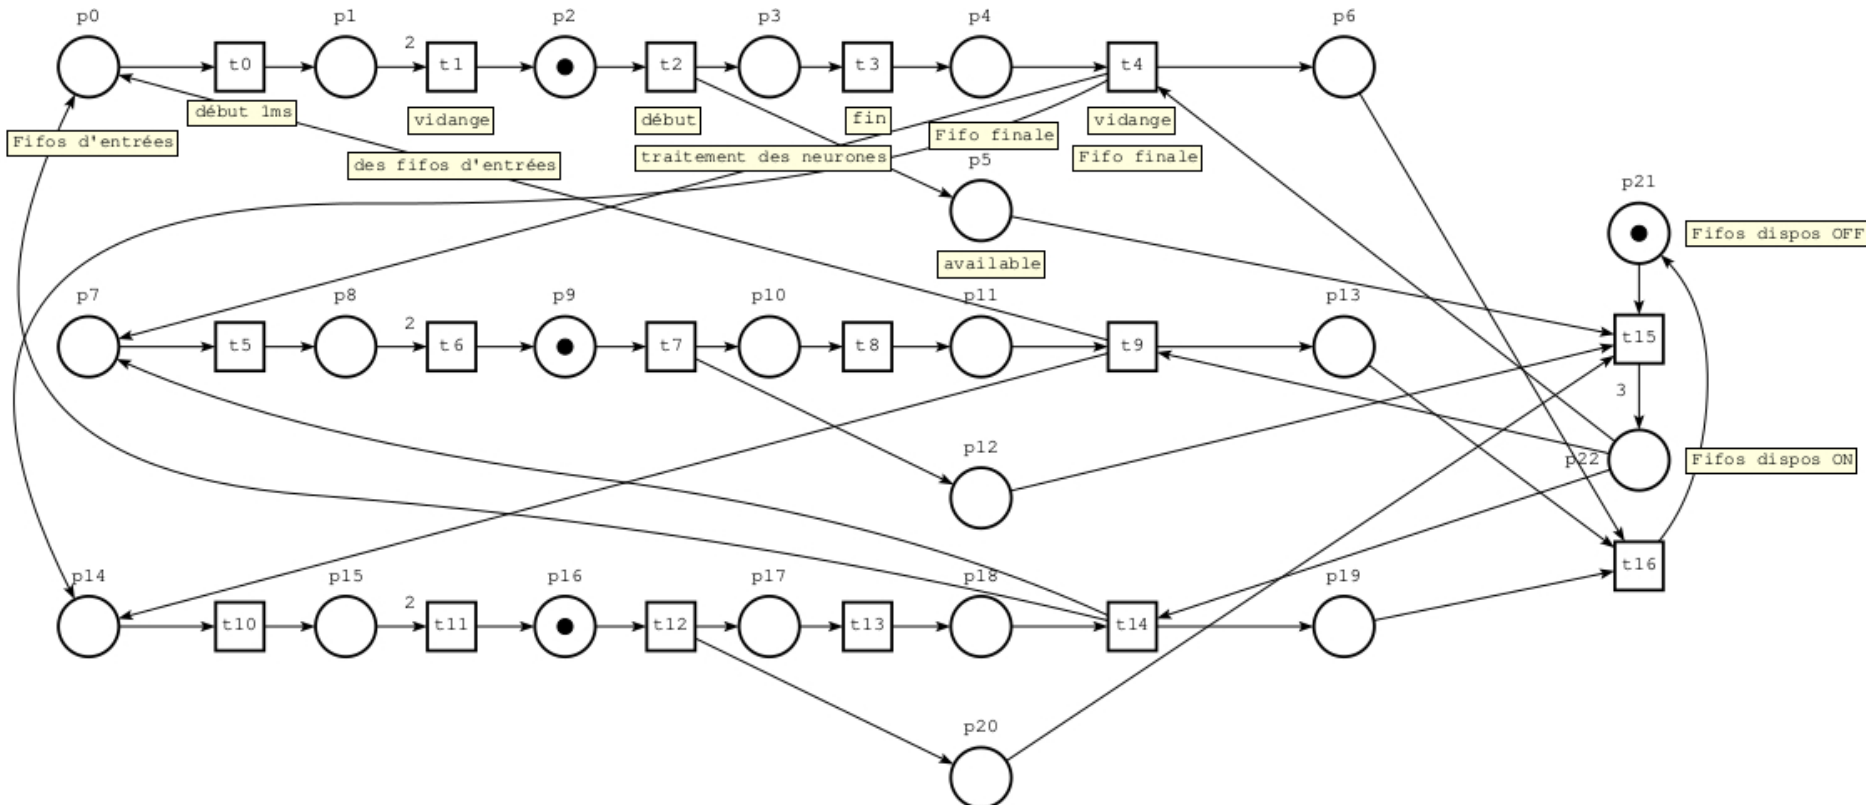 p0 p1 p2 p3 p4 p6
2
t0 t1 t2 t3 t4
début 1ms
vidange
début
fin
Fifo finale
vidange
Fifos d'entrées
des fifos d'entrées
traitement des neurones
Fifo finale
p5
p21
Fifos dispos OFF
available
p7 p8 p9 p10 p11 p13
2
t5 t6 t7 t8 t9 t15
3
p12
p22
Fifos dispos ON
t16
p14 p15 p16 p17 p18 p19
2
t10 t11 t12 t13 t14
p20